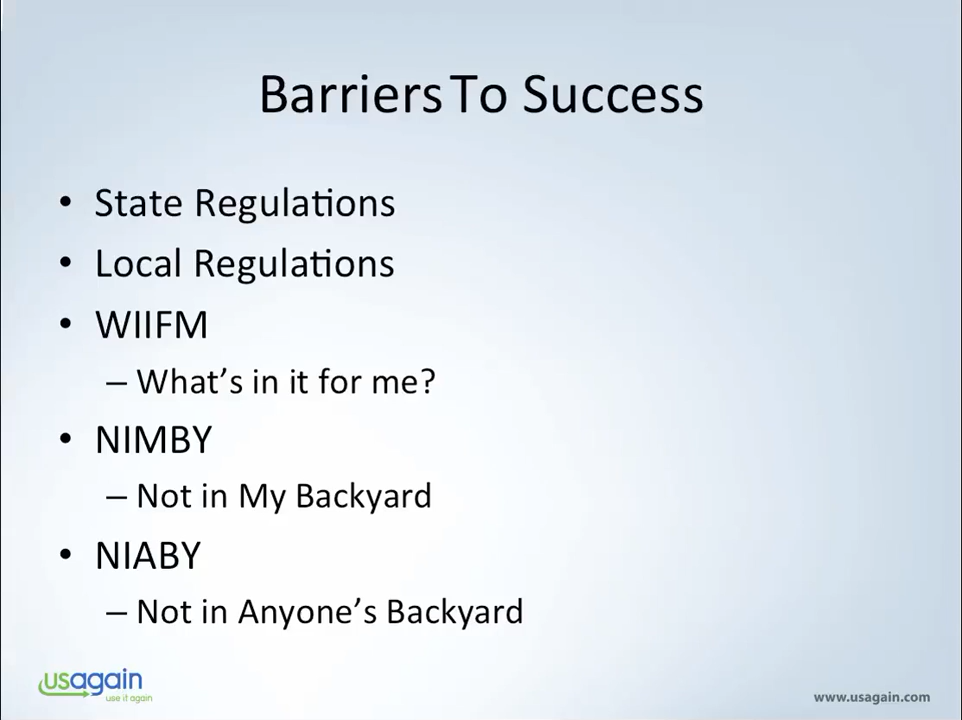 Barriers To Success
• State Regulations
• Local Regulations
• WIIFM
– What's in it for me?
• NIMBY
– Not in My Backyard
• NIABY
– Not in Anyone's Backyard
usagain
use it again
www.usagain.com